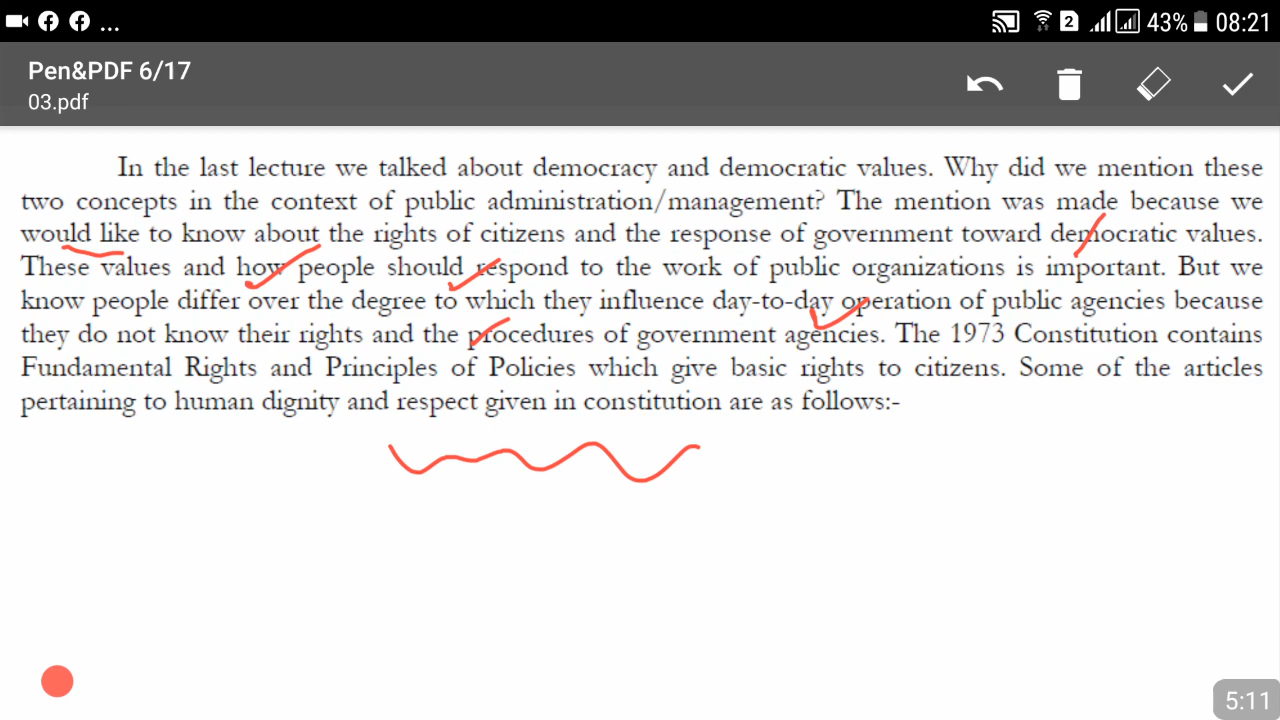 ... 2 43% 08:21
Pen&PDF 6/17
03.pdf
In the last lecture we talked about democracy and democratic values. Why did we mention these
two concepts in the context of public administration/management? The mention was made because we
would like to know about the rights of citizens and the response of government toward democratic values.
These values and how people should respond to the work of public organizations is important. But we
know people differ over the degree to which they influence day-to-day operation of public agencies because
they do not know their rights and the procedures of government agencies. The 1973 Constitution contains
Fundamental Rights and Principles of Policies which give basic rights to citizens. Some of the articles
pertaining to human dignity and respect given in constitution are as follows:-
5:11